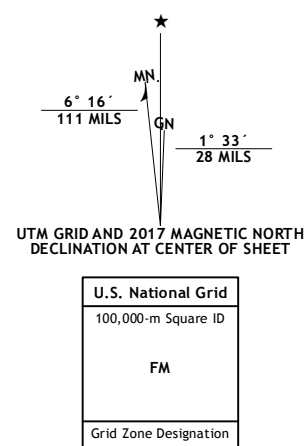 MN.
6° 16´
111 MILS
GN
1° 33´
28 MILS
UTM GRID AND 2017 MAGNETIC NORTH
DECLINATION AT CENTER OF SHEET
U.S. National Grid
100,000-m Square ID
FM
Grid Zone Designation